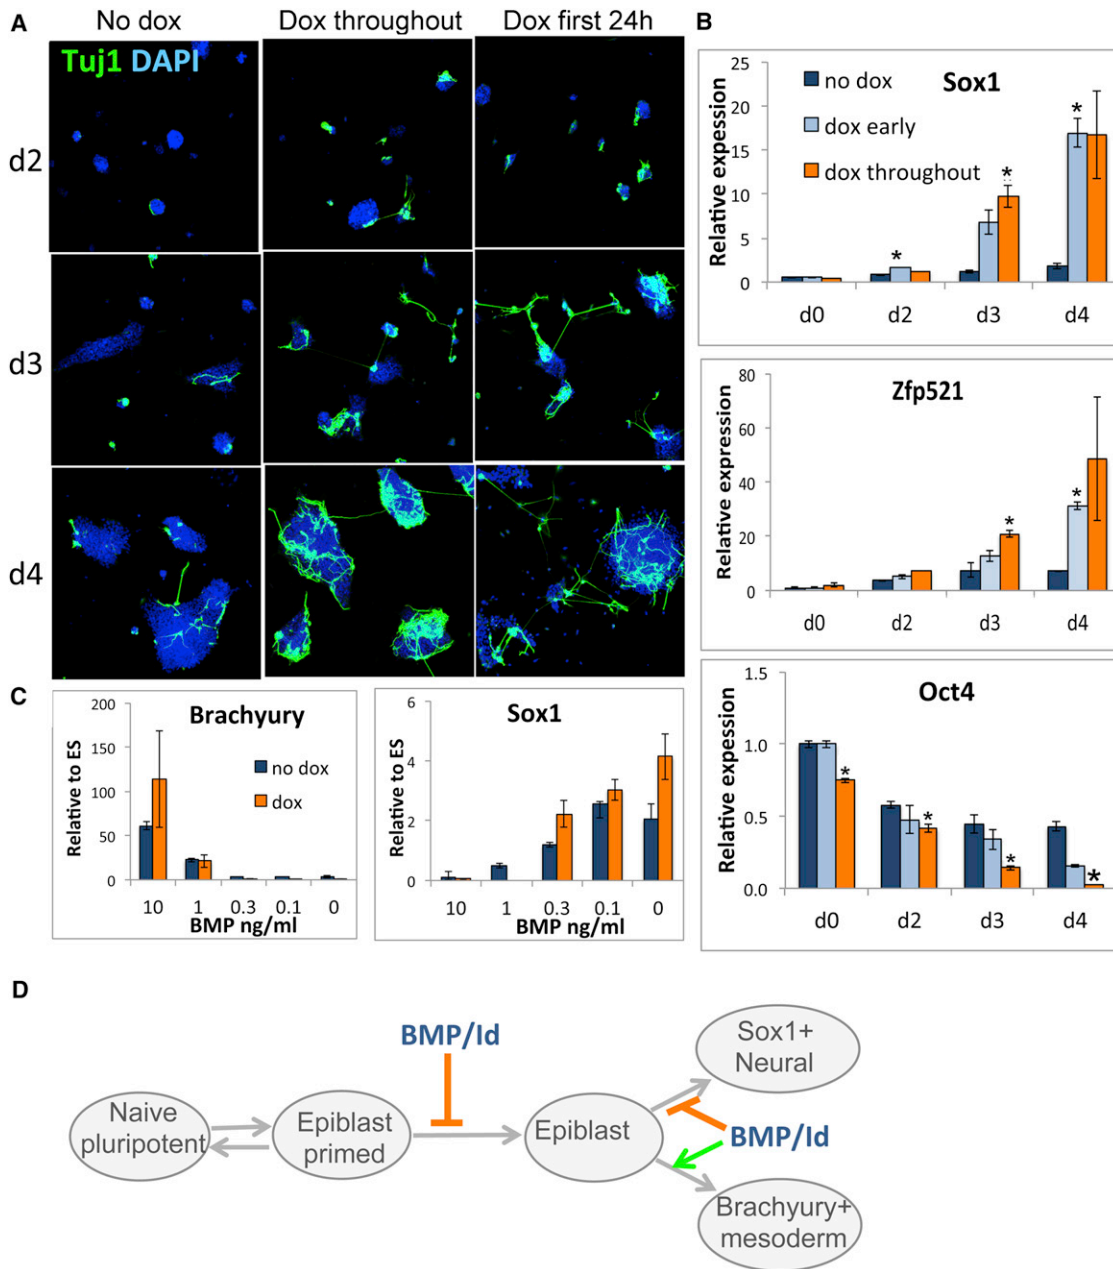 A
No dox
Dox throughout
Dox first 24h
Tuj1 DAPI
d2
d3
d4
B
Sox1
Relative expession
25
20
15
10
5
0
no dox
dox early
dox throughout
*
*
*
d0 d2 d3 d4
Zfp521
Relative expression
80
60
40
20
0
*
*
d0 d2 d3 d4
Oct4
Relative expession
1.5
1.0
0.5
0.0
*
*
*
*
d0 d2 d3 d4
C
Brachyury
Relative to ES
200
150
100
50
0
no dox
dox
10 1 0.3 0.1 0
BMP ng/ml
Sox1
Relative to ES
6
4
2
0
10 1 0.3 0.1 0
BMP ng/ml
D
Naive
pluripotent
Epiblast
primed
BMP/Id
Epiblast
Sox1+
Neural
BMP/Id
Brachyury+
mesoderm